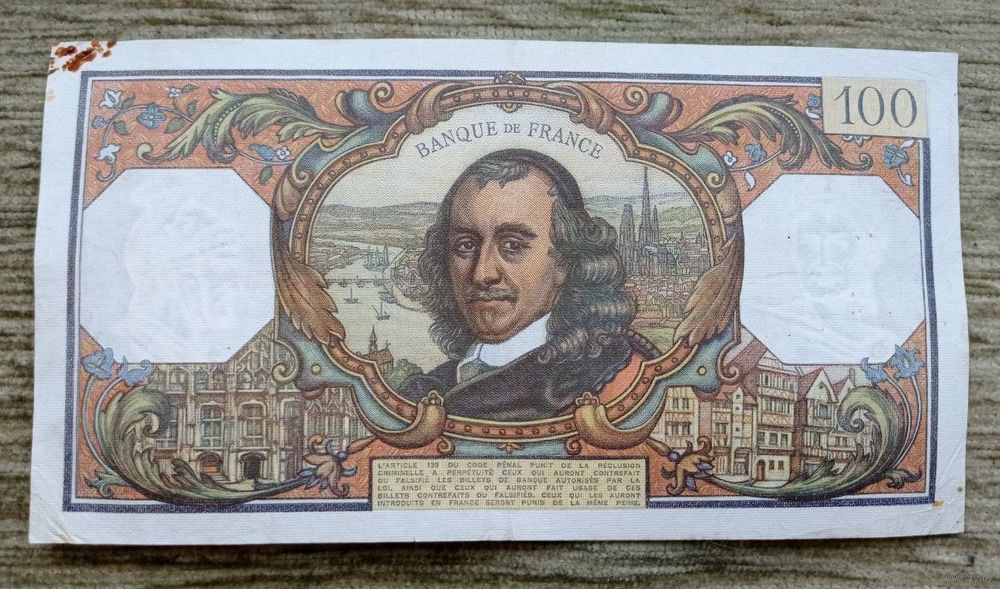 BANQUE DE FRANCE
100
L'ARTICLE 139 DU CODE PÉNAL PUNIT DE LA RÉCLUSION
CRIMINELLE A PERPÉTUITÉ CEUX QUI AURONT CONTREFAIT
OU FALSIFIÉ LES BILLETS DE BANQUE AUTORISÉS PAR LA
LOI, AINSI QUE CEUX QUI AURONT FAIT USAGE DE CES
BILLETS CONTREFAITS OU FALSIFIÉS. CEUX QUI LES AURONT
INTRODUITS EN FRANCE SERONT PUNIS DE LA MÊME PEINE.